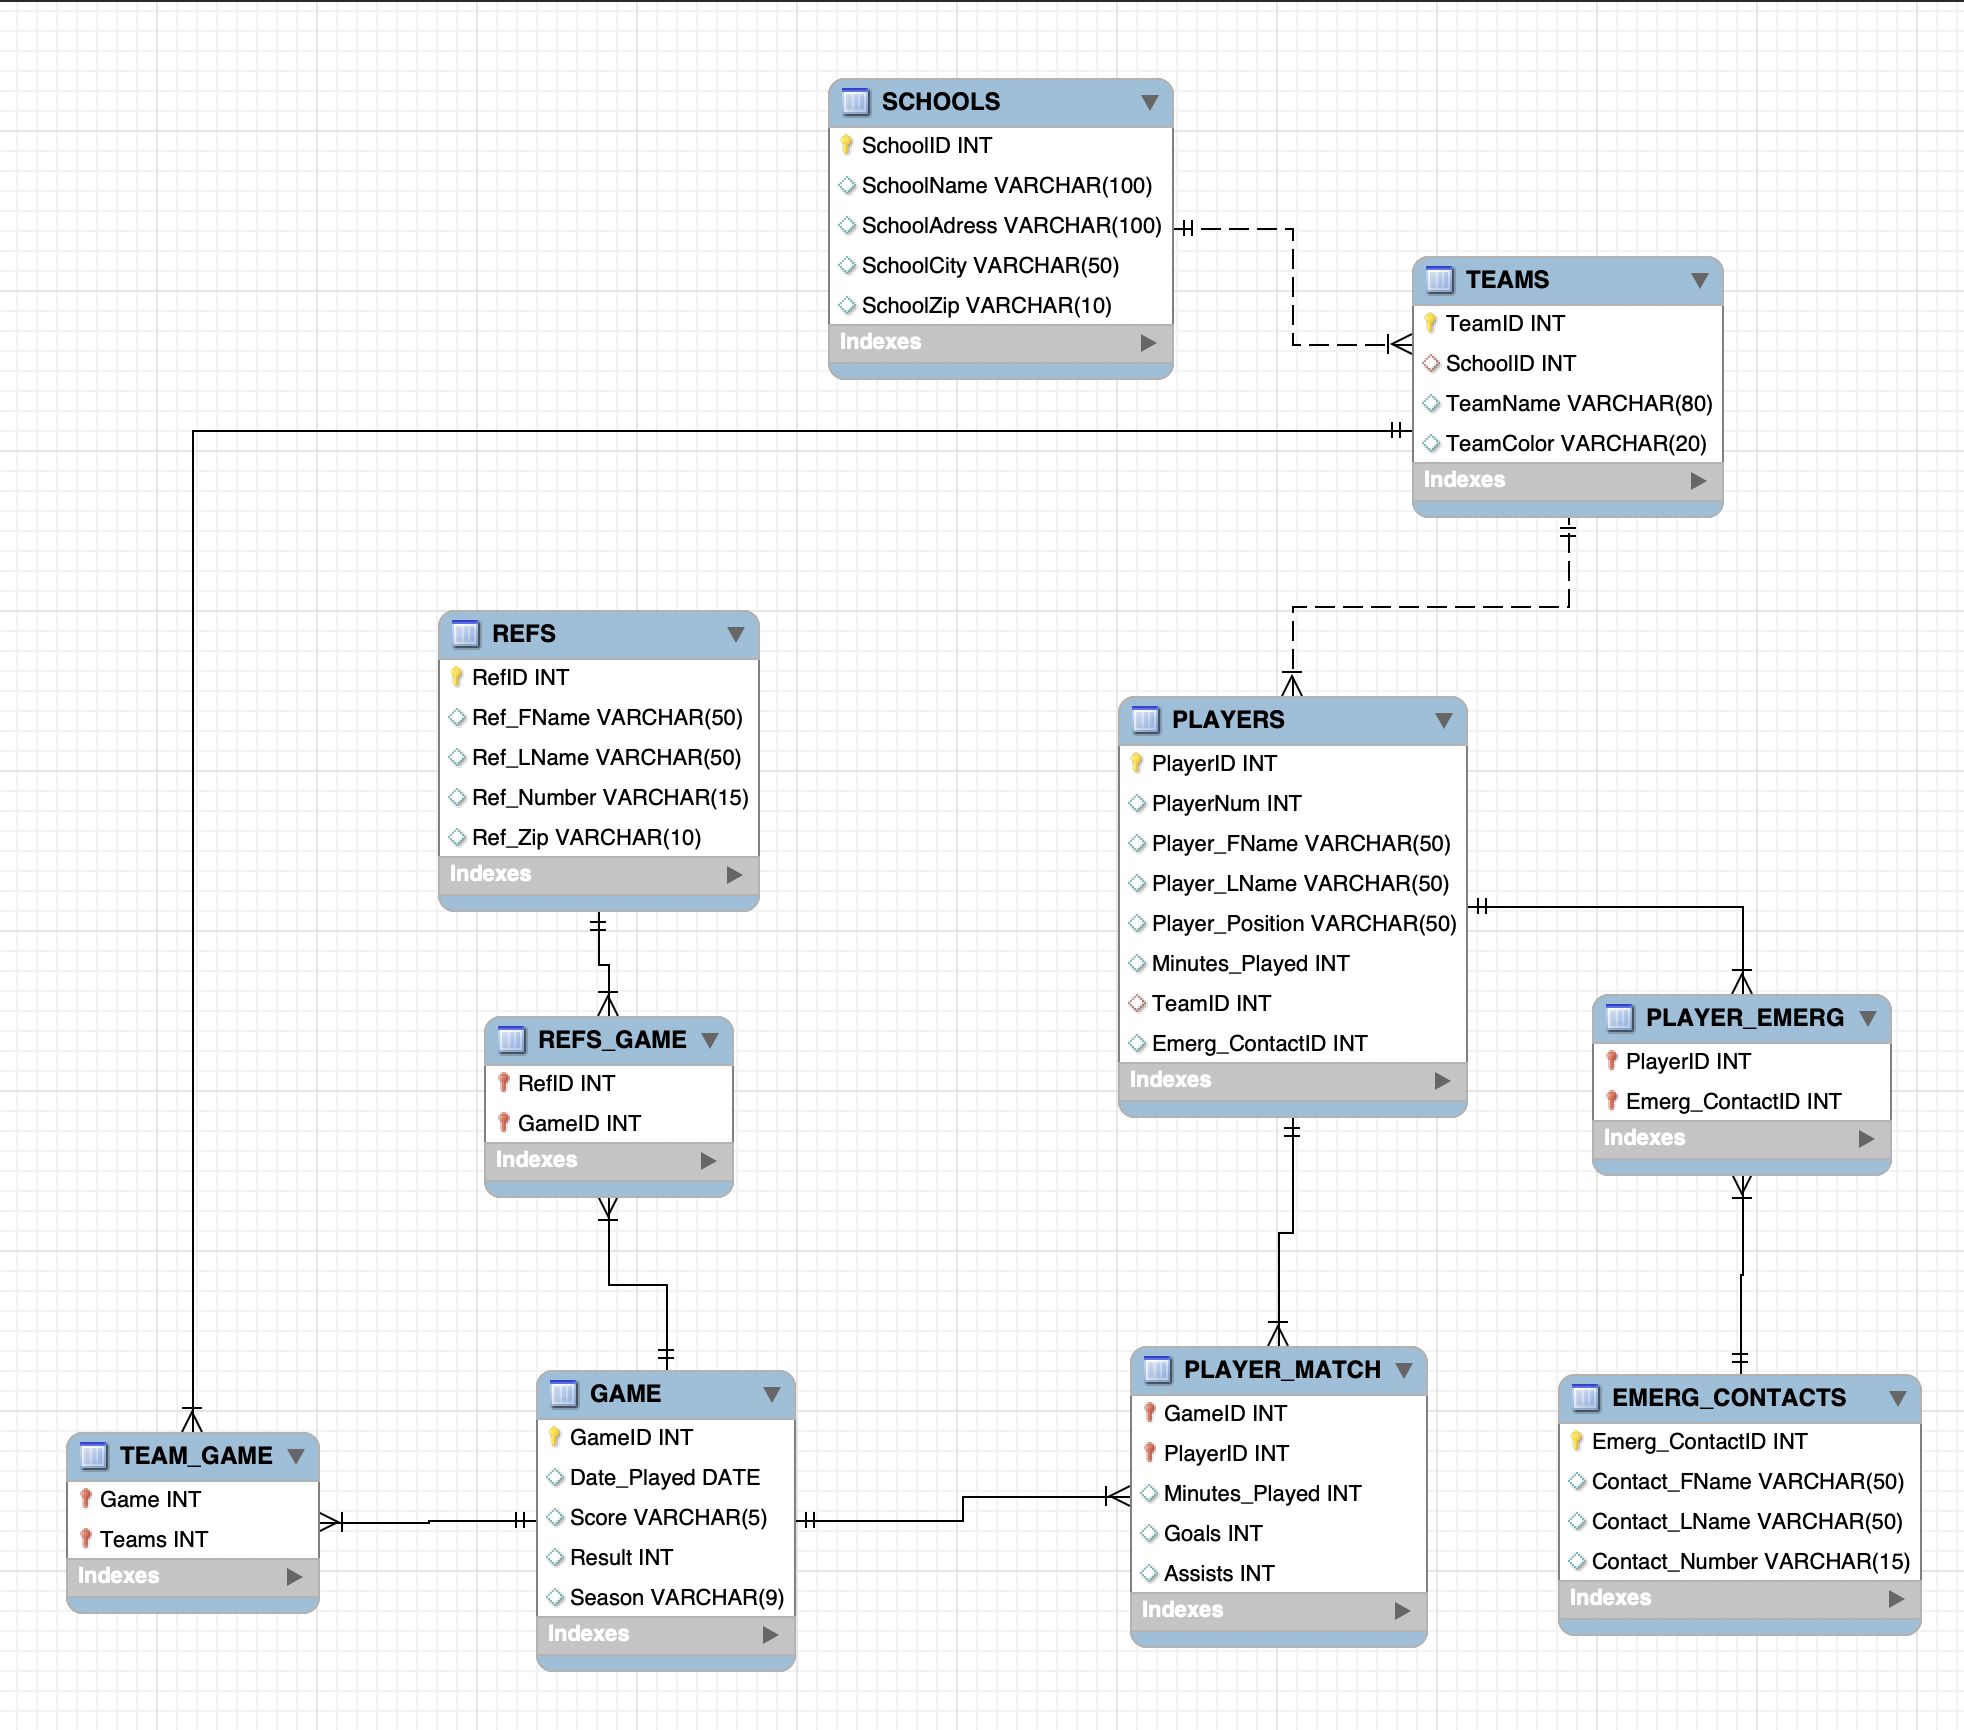 SCHOOLS
SchoolID INT
SchoolName VARCHAR(100)
SchoolAdress VARCHAR(100)
SchoolCity VARCHAR(50)
SchoolZip VARCHAR(10)
Indexes
TEAMS
TeamID INT
SchoolID INT
TeamName VARCHAR(80)
TeamColor VARCHAR(20)
Indexes
REFS
RefID INT
Ref_FName VARCHAR(50)
Ref_LName VARCHAR(50)
Ref_Number VARCHAR(15)
Ref_Zip VARCHAR(10)
Indexes
PLAYERS
PlayerID INT
PlayerNum INT
Player_FName VARCHAR(50)
Player_LName VARCHAR(50)
Player_Position VARCHAR(50)
Minutes_Played INT
TeamID INT
Emerg_ContactID INT
Indexes
REFS_GAME
RefID INT
GameID INT
Indexes
PLAYER_EMERG
PlayerID INT
Emerg_ContactID INT
Indexes
TEAM_GAME
Game INT
Teams INT
Indexes
GAME
GameID INT
Date_Played DATE
Score VARCHAR(5)
Result INT
Season VARCHAR(9)
Indexes
PLAYER_MATCH
GameID INT
PlayerID INT
Minutes_Played INT
Goals INT
Assists INT
Indexes
EMERG_CONTACTS
Emerg_ContactID INT
Contact_FName VARCHAR(50)
Contact_LName VARCHAR(50)
Contact_Number VARCHAR(15)
Indexes